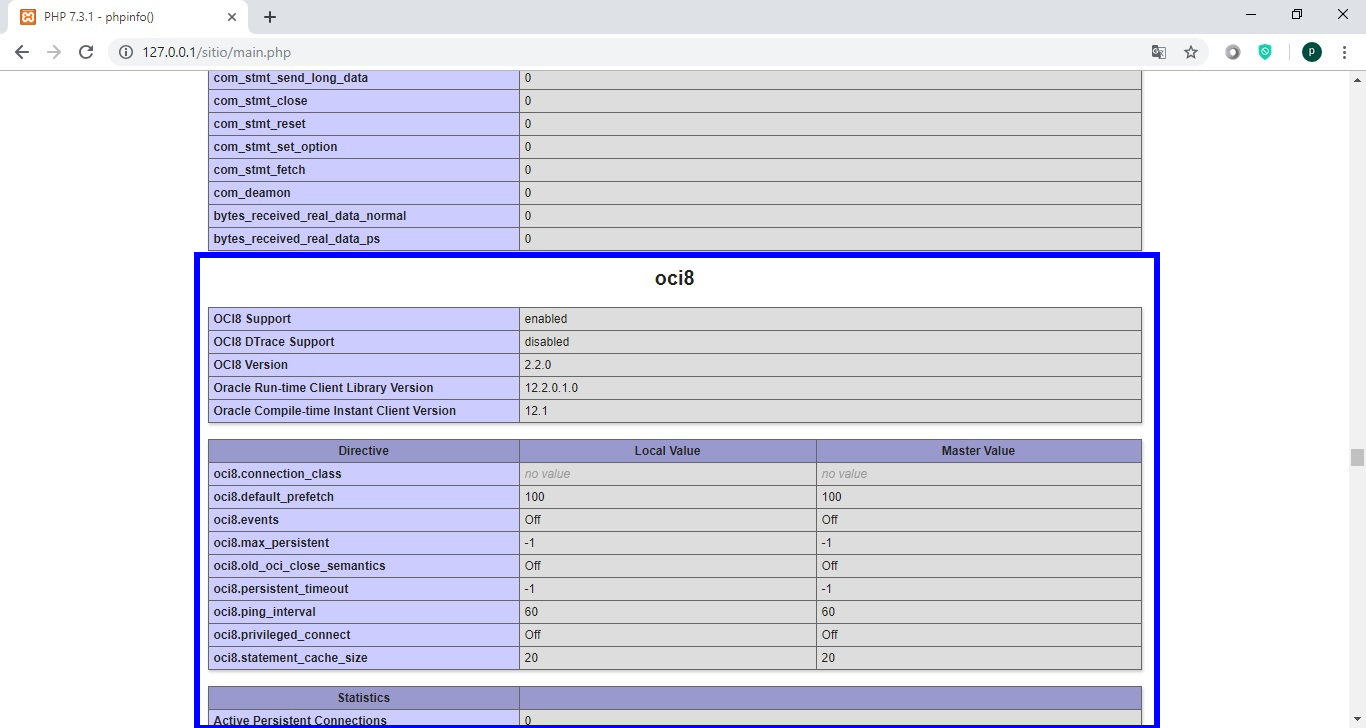 PHP 7.3.1 - phpinfo()
127.0.0.1/sitio/main.php
P
com_stmt_send_long_data 0
com_stmt_close 0
com_stmt_reset 0
com_stmt_set_option 0
com_stmt_fetch 0
com_deamon 0
bytes_received_real_data_normal 0
bytes_received_real_data_ps 0
oci8
OCI8 Support enabled
OCI8 DTrace Support disabled
OCI8 Version 2.2.0
Oracle Run-time Client Library Version 12.2.0.1.0
Oracle Compile-time Instant Client Version 12.1
Directive Local Value Master Value
oci8.connection_class no value no value
oci8.default_prefetch 100 100
oci8.events Off Off
oci8.max_persistent -1 -1
oci8.old_oci_close_semantics Off Off
oci8.persistent_timeout -1 -1
oci8.ping_interval 60 60
oci8.privileged_connect Off Off
oci8.statement_cache_size 20 20
Statistics
Active Persistent Connections 0